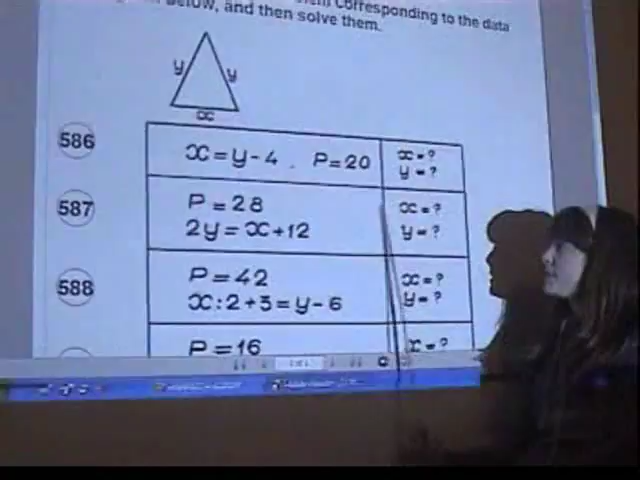 below, and then solve them.
Corresponding to the data
y
y
x
586
x = y - 4 . P = 20
x = ?
y = ?
587
P = 28
2y = x + 12
x = ?
y = ?
588
P = 42
x : 2 + 3 = y - 6
x = ?
y = ?
P = 16
x = ?